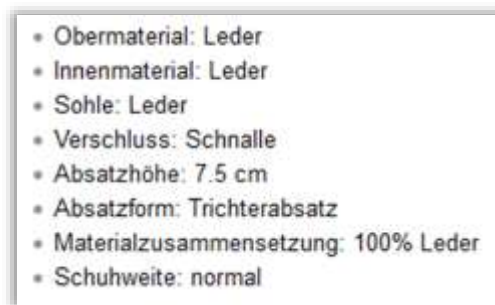 • Obermaterial: Leder
• Innenmaterial: Leder
• Sohle: Leder
• Verschluss: Schnalle
• Absatzhöhe: 7.5 cm
• Absatzform: Trichterabsatz
• Materialzusammensetzung: 100% Leder
• Schuhweite: normal